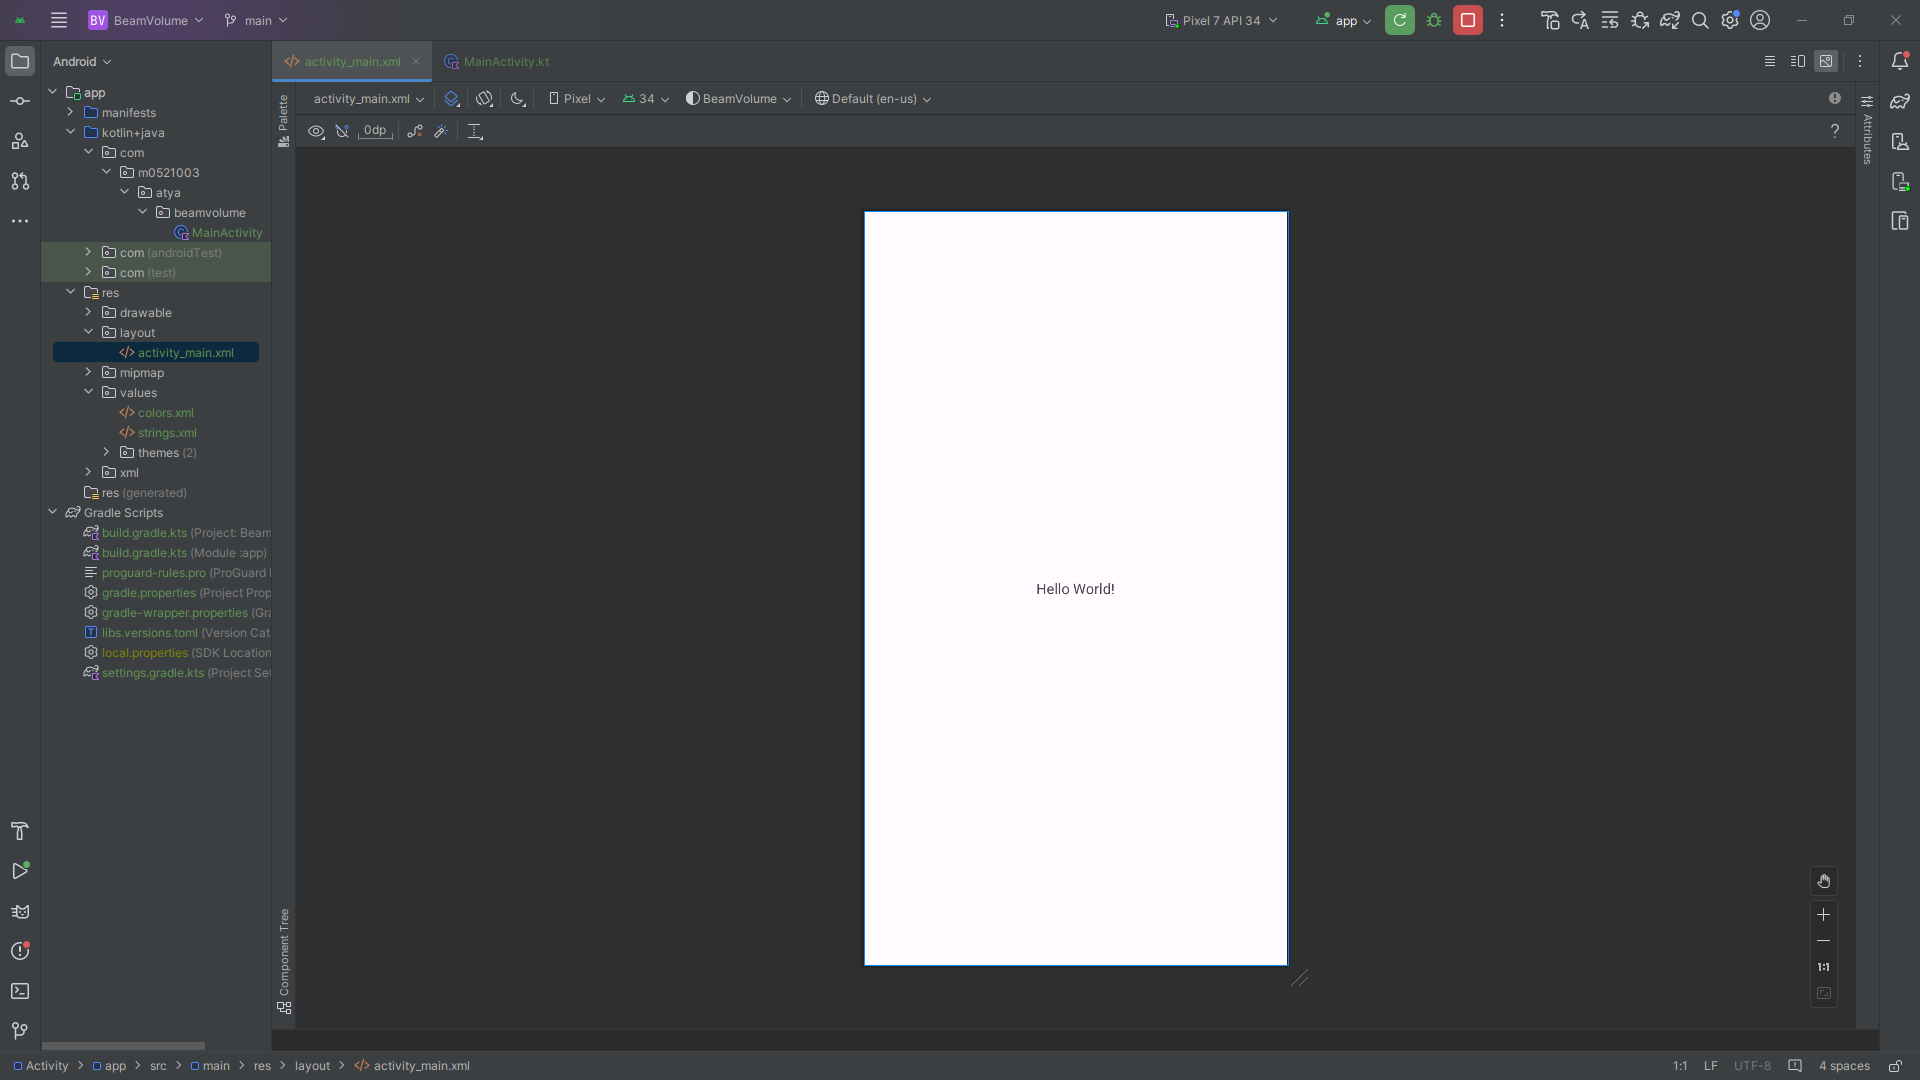 BV BeamVolume main Pixel 7 API 34 app
Android
activity_main.xml MainActivity.kt
app
manifests
kotlin+java
com
m0521003
atya
beamvolume
MainActivity
com (androidTest)
com (test)
res
drawable
layout
activity_main.xml
mipmap
values
colors.xml
strings.xml
themes (2)
xml
res (generated)
Gradle Scripts
build.gradle.kts (Project: Beam
build.gradle.kts (Module :app)
proguard-rules.pro (ProGuard
gradle.properties (Project Prop
gradle-wrapper.properties (Gra
libs.versions.toml (Version Cat
local.properties (SDK Location
settings.gradle.kts (Project Set
Palette
Component Tree
activity_main.xml Pixel 34 BeamVolume Default (en-us)
0dp ?
Hello World!
Attributes
1:1
Activity app src main res layout activity_main.xml
1:1 LF UTF-8 4 spaces